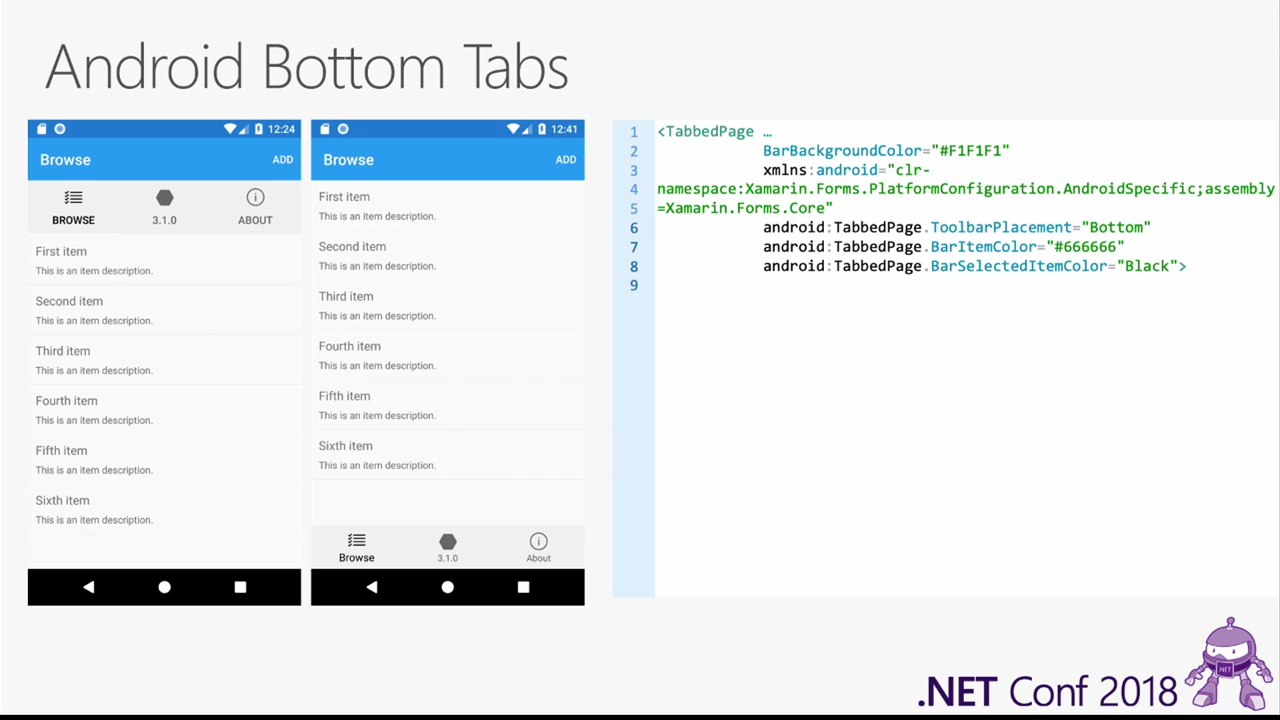 Android Bottom Tabs
12:24
Browse
ADD
BROWSE
3.1.0
ABOUT
First item
This is an item description.
Second item
This is an item description.
Third item
This is an item description.
Fourth item
This is an item description.
Fifth item
This is an item description.
Sixth item
This is an item description.
12:41
Browse
ADD
First item
This is an item description.
Second item
This is an item description.
Third item
This is an item description.
Fourth item
This is an item description.
Fifth item
This is an item description.
Sixth item
This is an item description.
Browse
3.1.0
About
1 <TabbedPage …
2 BarBackgroundColor="#F1F1F1"
3 xmlns:android="clr-
4 namespace:Xamarin.Forms.PlatformConfiguration.AndroidSpecific;assembly
5 =Xamarin.Forms.Core"
6 android:TabbedPage.ToolbarPlacement="Bottom"
7 android:TabbedPage.BarItemColor="#666666"
8 android:TabbedPage.BarSelectedItemColor="Black">
9
.NET Conf 2018
.NET